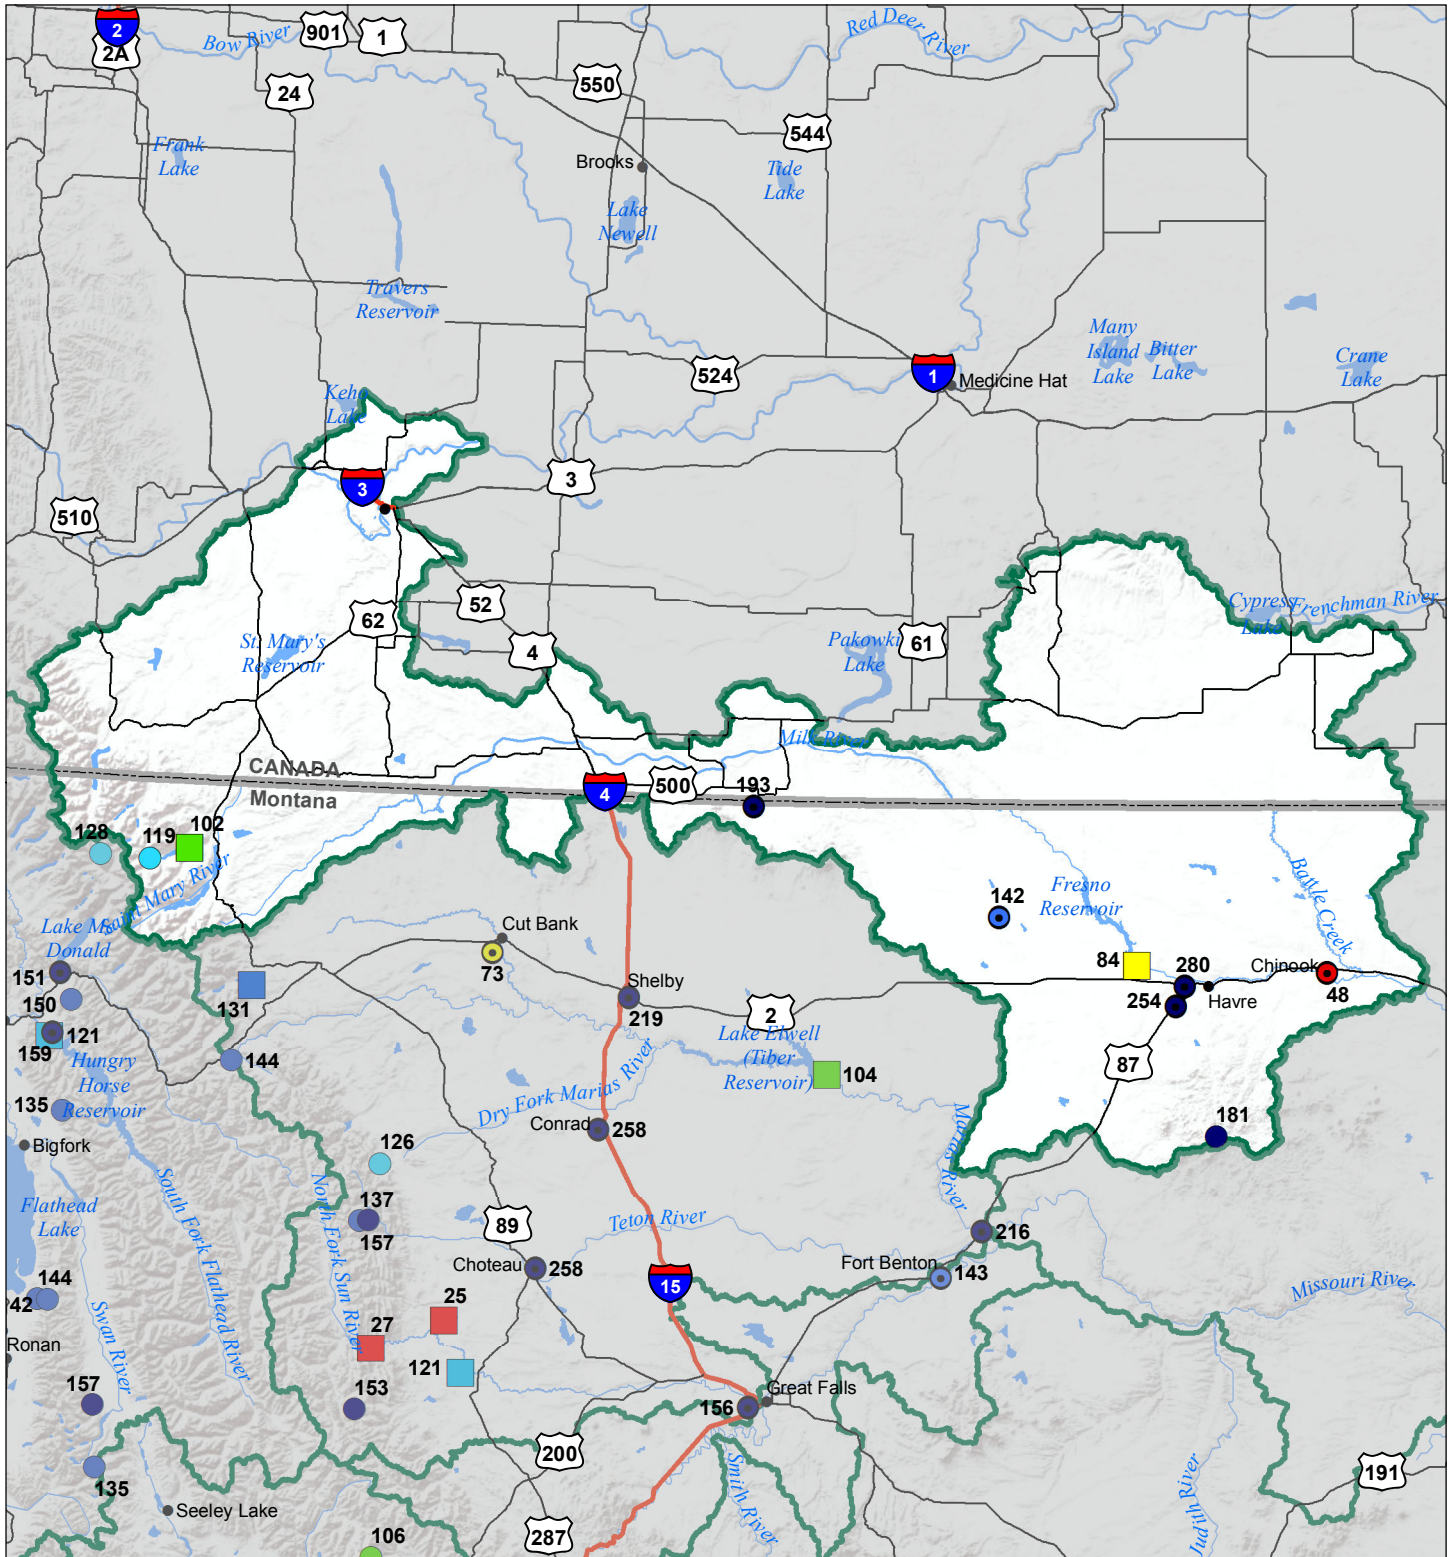 2
2A
Bow River
901
1
Red Deer
River
24
550
544
Frank
Lake
Brooks
Tide
Lake
Lake
Newell
Travers
Reservoir
524
1
Medicine Hat
Many
Island
Lake
Bitter
Lake
Crane
Lake
Keho
Lake
3
3
510
62
52
4
St. Mary's
Reservoir
Pakowki
Lake
61
Cypress
Lake
Frenchman River
Milk River
CANADA
Montana
4
500
193
128
119
102
Saint Mary River
142
Fresno
Reservoir
Battle Creek
Lake Mc
Donald
Cut Bank
73
151
150
131
Shelby
219
2
84
280
254
Havre
Chinook
48
121
159
Hungry
Horse
Reservoir
144
Lake Elwell
(Tiber
Reservoir)
104
87
Dry Fork Marias River
135
Conrad
258
Marias River
181
Bigfork
126
Flathead
Lake
South Fork Flathead River
North Fork Sun River
137
157
89
Teton River
River
216
Choteau
258
Fort Benton
143
15
Missouri River
144
42
Swan River
25
27
121
Ronan
157
153
Great Falls
156
200
Smith River
Judith River
191
135
Seeley Lake
106
287